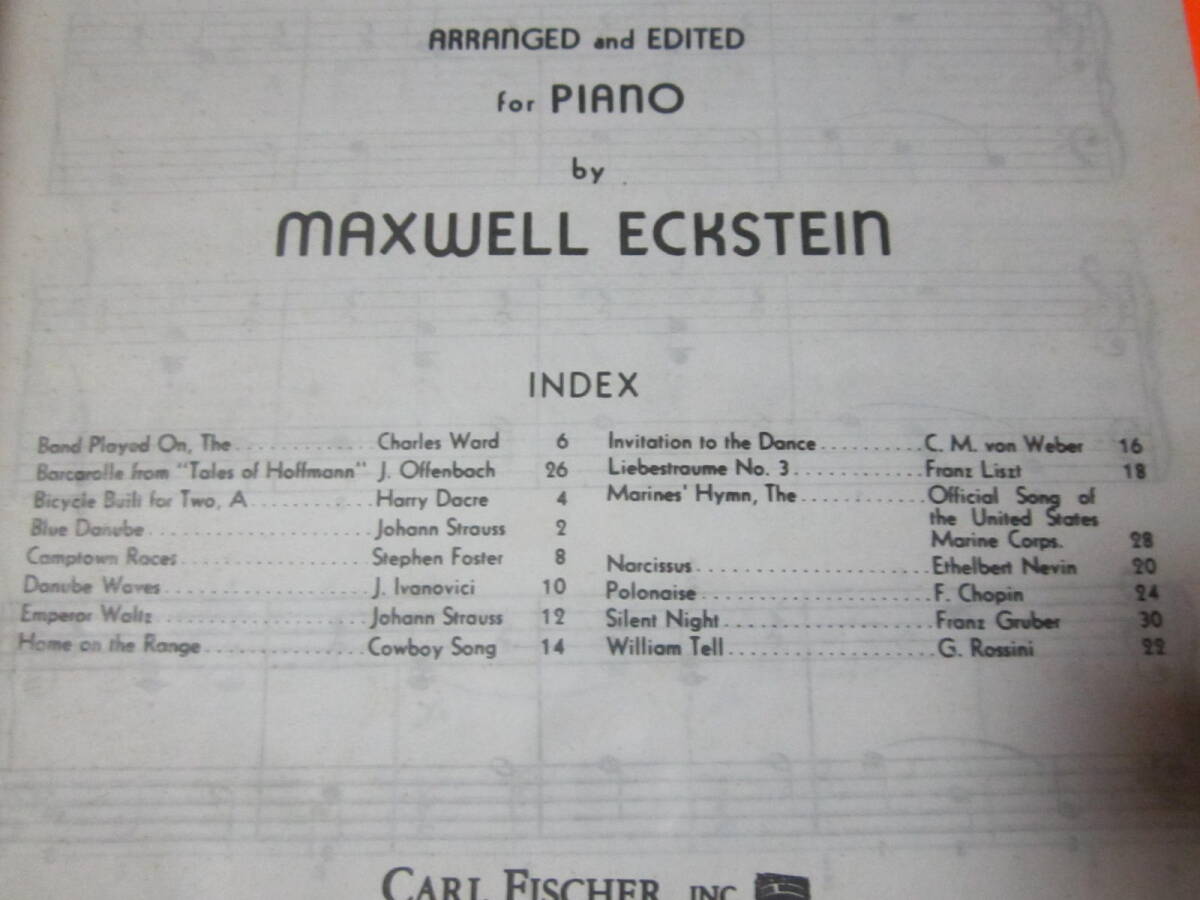 ARRANGED and EDITED
for PIANO
by
MAXWELL ECKSTEIN
INDEX
Band Played On, The ........... Charles Ward 6
Barcarolle from "Tales of Hoffmann" J. Offenbach 26
Bicycle Built for Two, A ........... Harry Dacre 4
Blue Danube ........... Johann Strauss 2
Camptown Races ........... Stephen Foster 8
Danube Waves ........... J. Ivanovici 10
Emperor Waltz ........... Johann Strauss 12
Home on the Range ........... Cowboy Song 14
Invitation to the Dance ........... C. M. von Weber 16
Liebestraume No. 3 ........... Franz Liszt 18
Marines' Hymn, The ........... Official Song of
the United States
Marine Corps. 28
Narcissus ........... Ethelbert Nevin 20
Polonaise ........... F. Chopin 24
Silent Night ........... Franz Gruber 30
William Tell ........... G. Rossini 22
CARL FISCHER, INC.